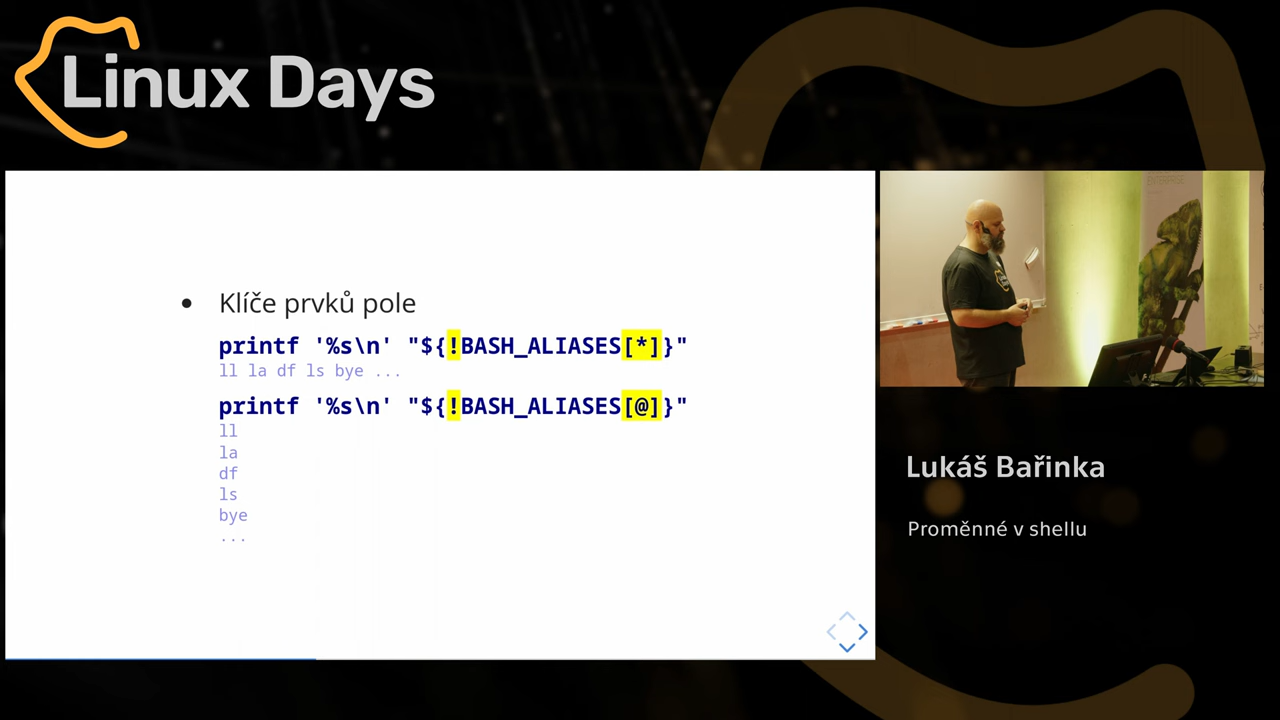 Linux Days
Klíče prvků pole
printf '%s\n' "${!BASH_ALIASES[*]}"
ll la df ls bye ...
printf '%s\n' "${!BASH_ALIASES[@]}"
ll
la
df
ls
bye
...
ENTERPRISE
Lukáš Bařinka
Proměnné v shellu